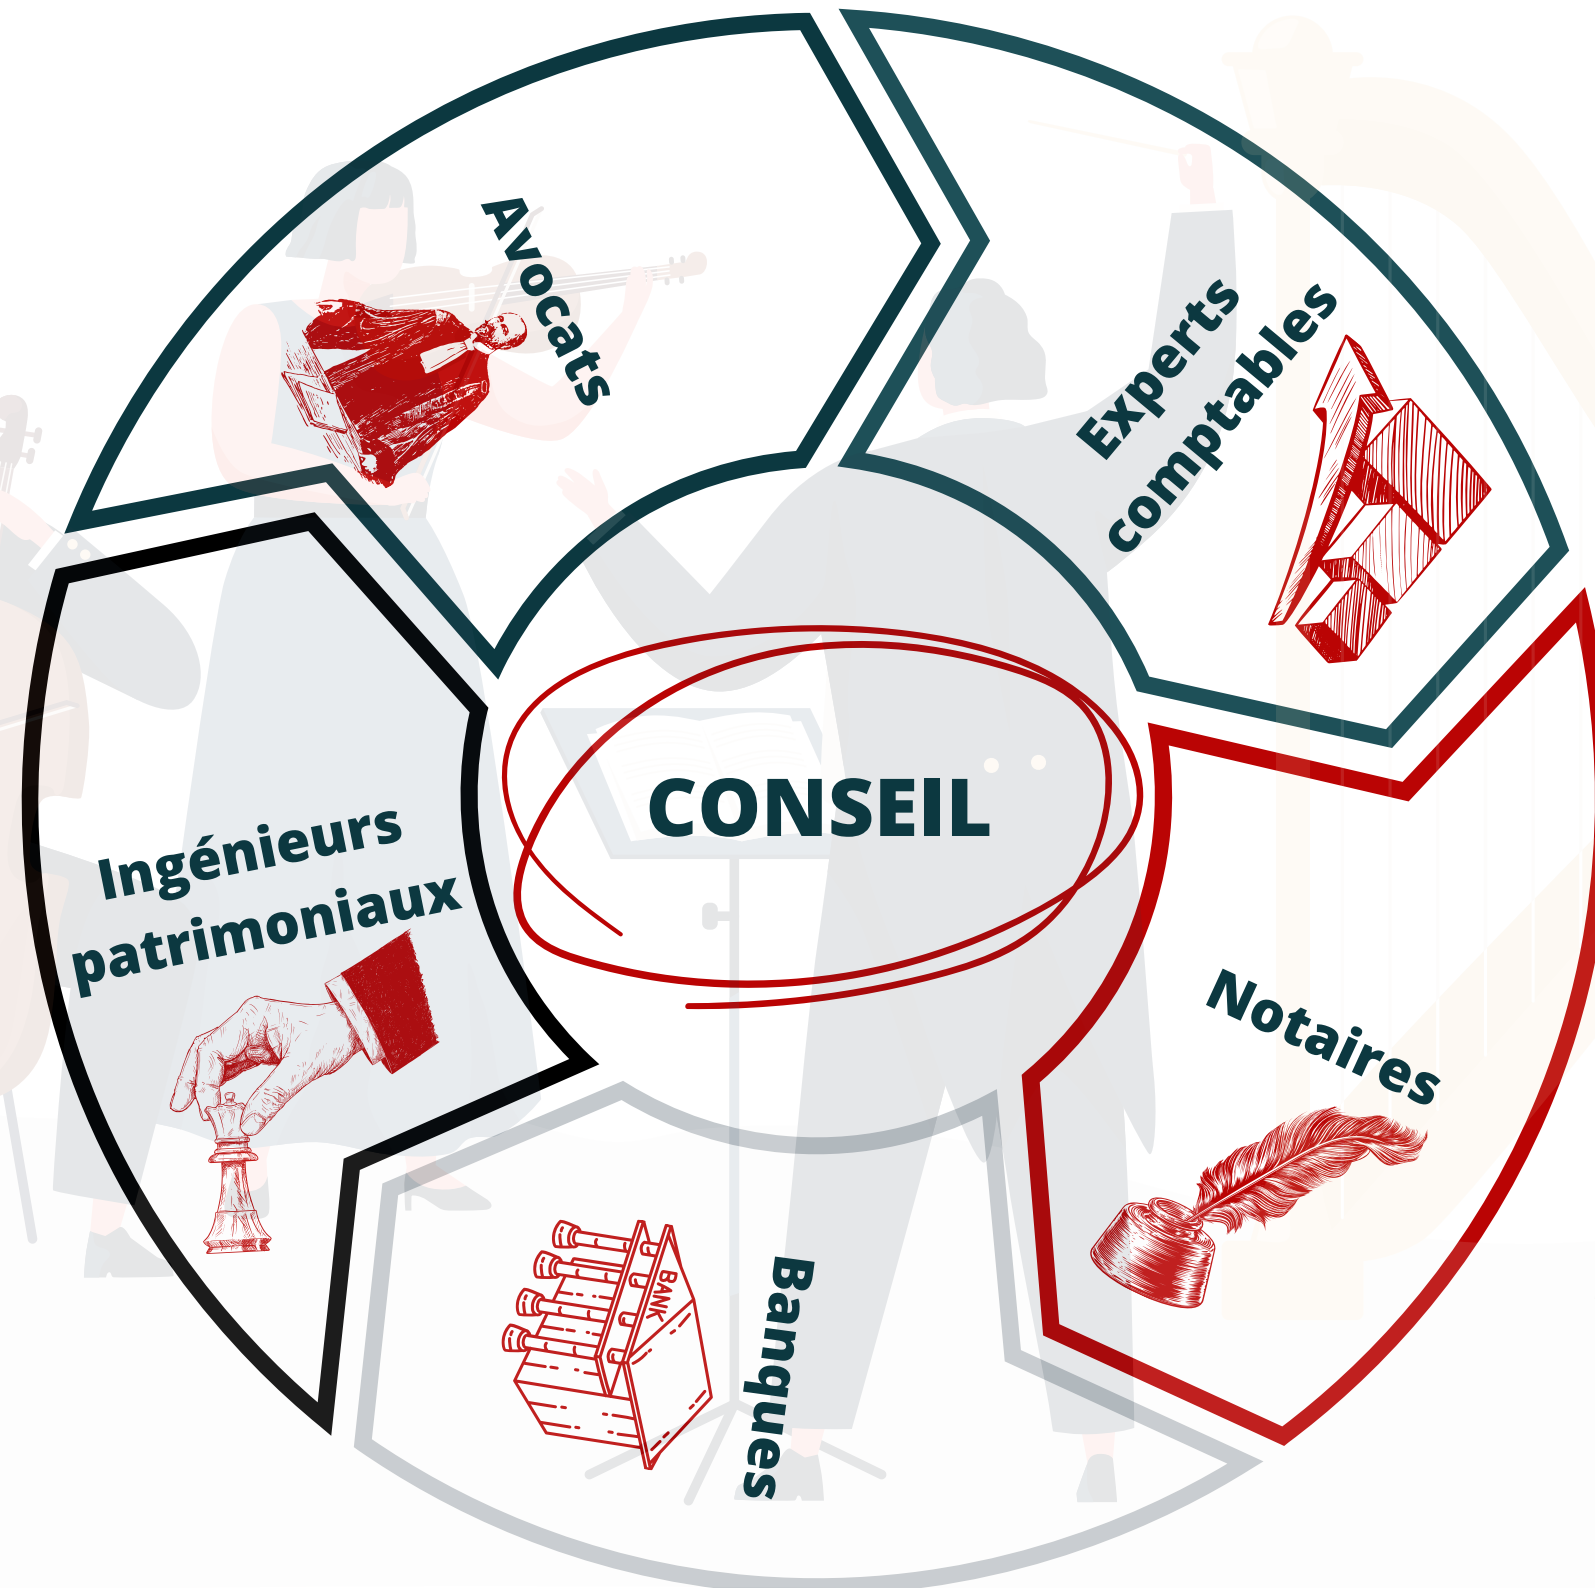 Avocats
Experts
comptables
CONSEIL
Ingénieurs
patrimoniaux
Notaires
BANK
Banques